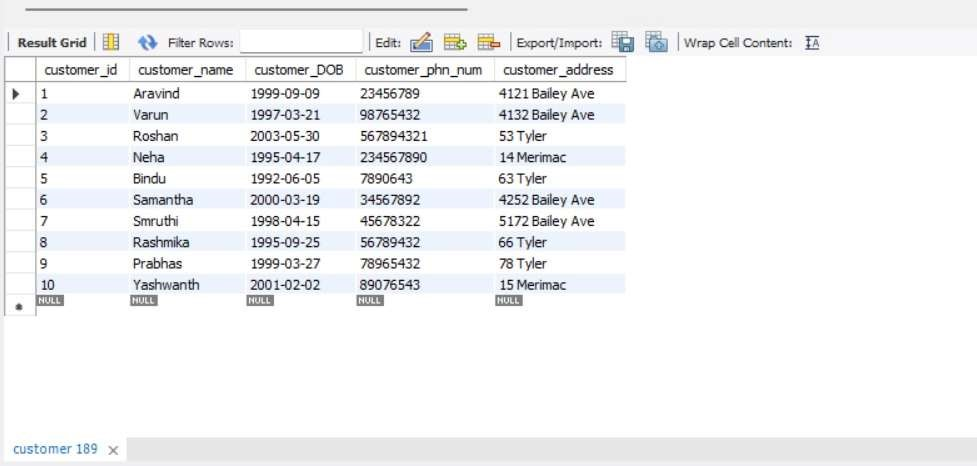 Result Grid Filter Rows: Edit: Export/Import: Wrap Cell Content: IA
customer_id customer_name customer_DOB customer_phn_num customer_address
1 Aravind 1999-09-09 23456789 4121 Bailey Ave
2 Varun 1997-03-21 98765432 4132 Bailey Ave
3 Roshan 2003-05-30 567894321 53 Tyler
4 Neha 1995-04-17 234567890 14 Merimac
5 Bindu 1992-06-05 7890643 63 Tyler
6 Samantha 2000-03-19 34567892 4252 Bailey Ave
7 Smruthi 1998-04-15 45678322 5172 Bailey Ave
8 Rashmika 1995-09-25 56789432 66 Tyler
9 Prabhas 1999-03-27 78965432 78 Tyler
10 Yashwanth 2001-02-02 89076543 15 Merimac
NULL NULL NULL NULL NULL
customer 189